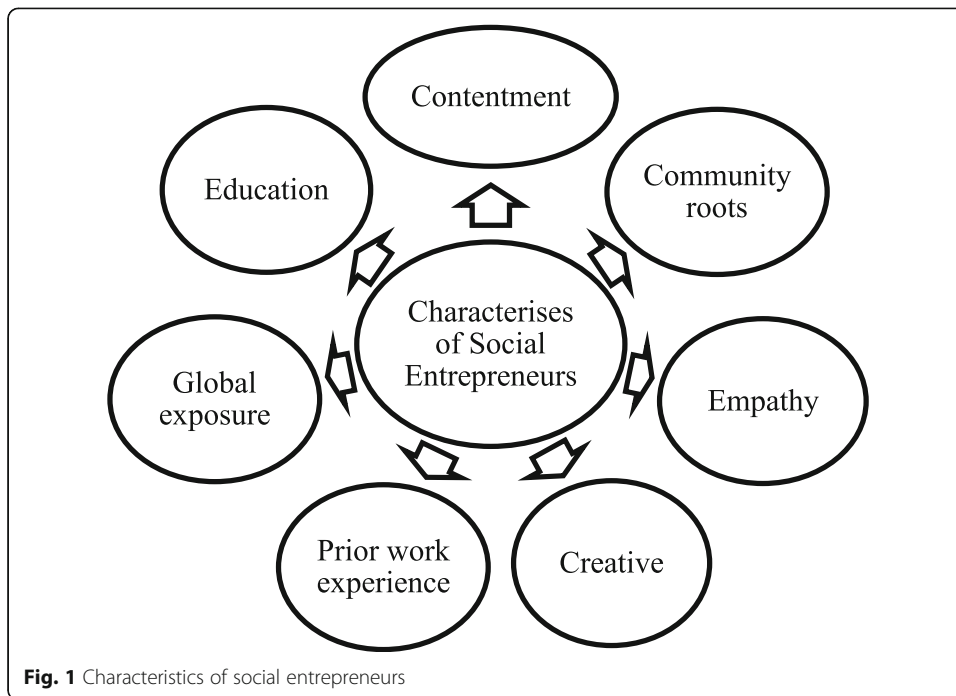 Contentment
Community
roots
Empathy
Creative
Prior work
experience
Global
exposure
Education
Characterises
of Social
Entrepreneurs
Fig. 1 Characteristics of social entrepreneurs